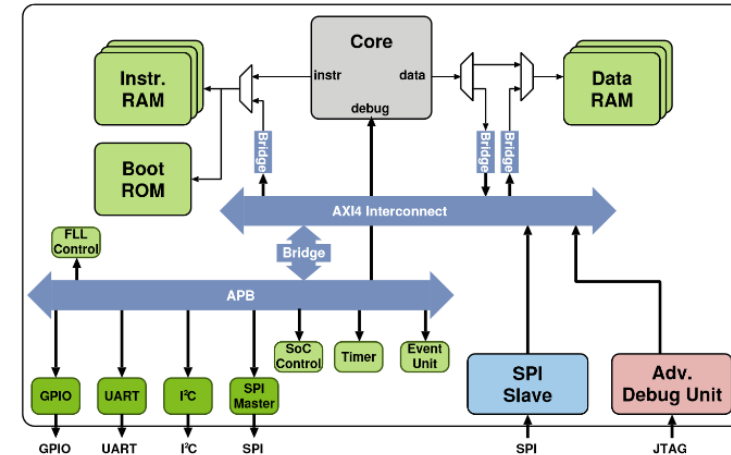 Core
instr
data
debug
Instr.
RAM
Data
RAM
Boot
ROM
Bridge
Bridge
Bridge
AXI4 Interconnect
FLL
Control
Bridge
APB
SoC
Control
Timer
Event
Unit
SPI
Slave
Adv.
Debug Unit
GPIO
UART
I²C
SPI
Master
GPIO
UART
I²C
SPI
SPI
JTAG